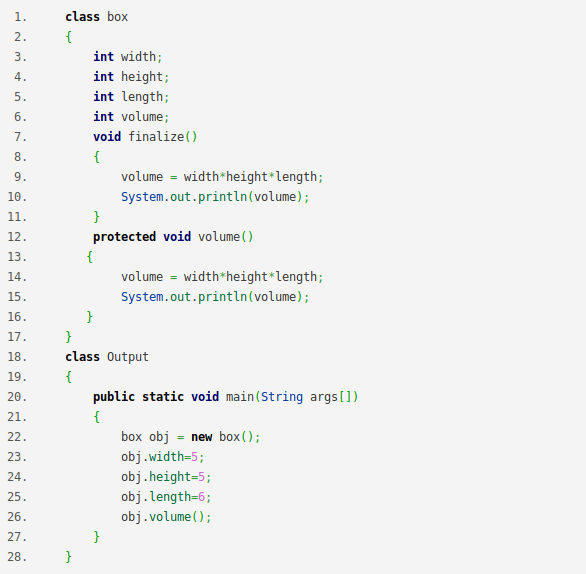 1. class box
2. {
3. int width;
4. int height;
5. int length;
6. int volume;
7. void finalize()
8. {
9. volume = width*height*length;
10. System.out.println(volume);
11. }
12. protected void volume()
13. {
14. volume = width*height*length;
15. System.out.println(volume);
16. }
17. }
18. class Output
19. {
20. public static void main(String args[])
21. {
22. box obj = new box();
23. obj.width=5;
24. obj.height=5;
25. obj.length=6;
26. obj.volume();
27. }
28. }